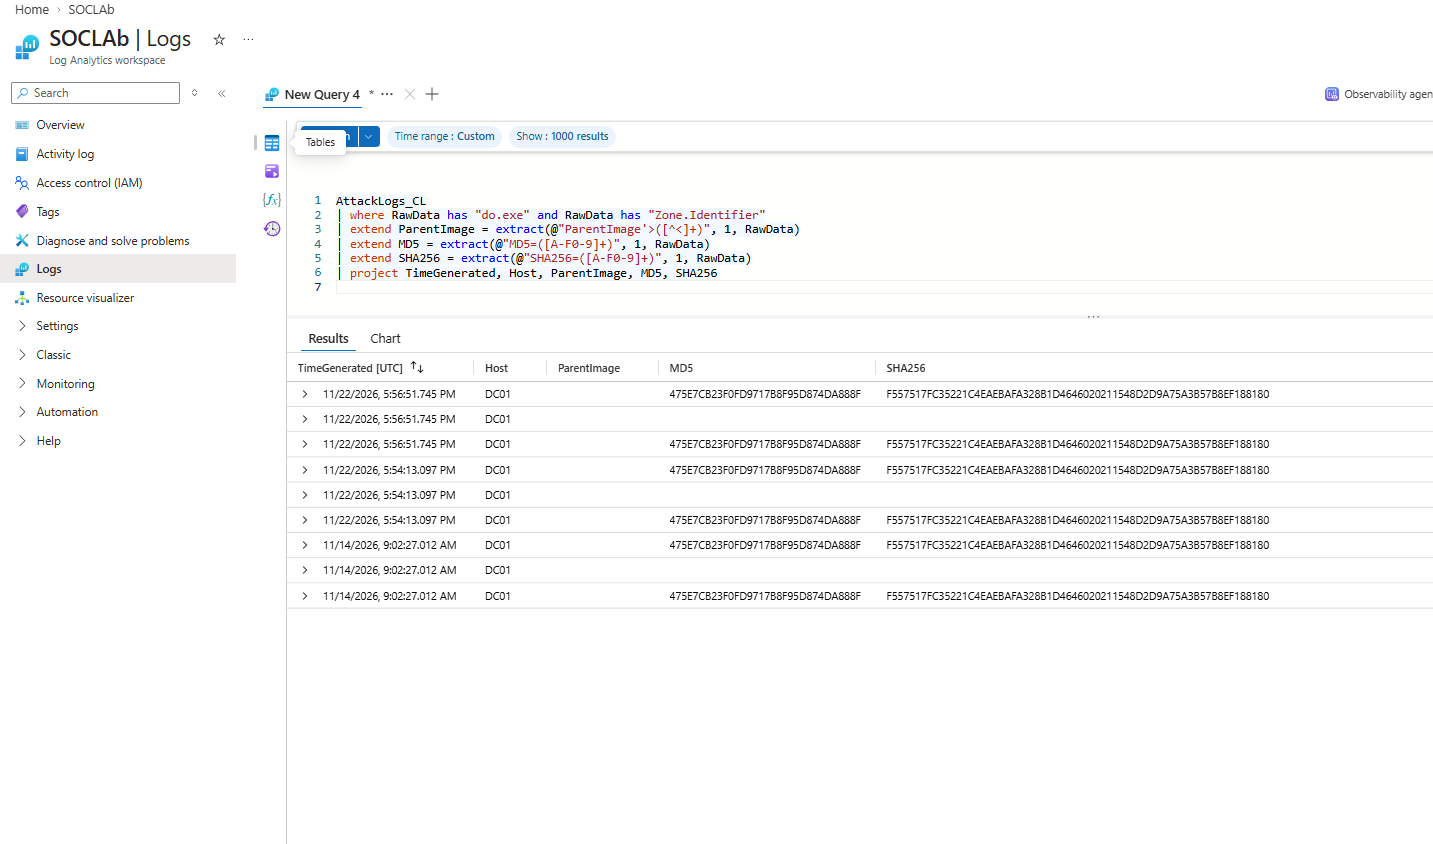 Home > SOCLAb
SOCLAb | Logs
Log Analytics workspace
Search
Overview
Activity log
Access control (IAM)
Tags
Diagnose and solve problems
Logs
Resource visualizer
Settings
Classic
Monitoring
Automation
Help
New Query 4 * ...
Observability agen
Tables
Time range : Custom
Show : 1000 results
1 AttackLogs_CL
2 | where RawData has "do.exe" and RawData has "Zone.Identifier"
3 | extend ParentImage = extract(@"ParentImage'>([^<]+)", 1, RawData)
4 | extend MD5 = extract(@"MD5=([A-F0-9]+)", 1, RawData)
5 | extend SHA256 = extract(@"SHA256=([A-F0-9]+)", 1, RawData)
6 | project TimeGenerated, Host, ParentImage, MD5, SHA256
7
Results Chart
TimeGenerated [UTC] Host ParentImage MD5 SHA256
11/22/2026, 5:56:51.745 PM DC01 475E7CB23F0FD9717B8F95D874DA888F F557517FC35221C4EAEBAFA328B1D4646020211548D2D9A75A3B57B8EF188180
11/22/2026, 5:56:51.745 PM DC01
11/22/2026, 5:56:51.745 PM DC01 475E7CB23F0FD9717B8F95D874DA888F F557517FC35221C4EAEBAFA328B1D4646020211548D2D9A75A3B57B8EF188180
11/22/2026, 5:54:13.097 PM DC01 475E7CB23F0FD9717B8F95D874DA888F F557517FC35221C4EAEBAFA328B1D4646020211548D2D9A75A3B57B8EF188180
11/22/2026, 5:54:13.097 PM DC01
11/22/2026, 5:54:13.097 PM DC01 475E7CB23F0FD9717B8F95D874DA888F F557517FC35221C4EAEBAFA328B1D4646020211548D2D9A75A3B57B8EF188180
11/14/2026, 9:02:27.012 AM DC01 475E7CB23F0FD9717B8F95D874DA888F F557517FC35221C4EAEBAFA328B1D4646020211548D2D9A75A3B57B8EF188180
11/14/2026, 9:02:27.012 AM DC01
11/14/2026, 9:02:27.012 AM DC01 475E7CB23F0FD9717B8F95D874DA888F F557517FC35221C4EAEBAFA328B1D4646020211548D2D9A75A3B57B8EF188180